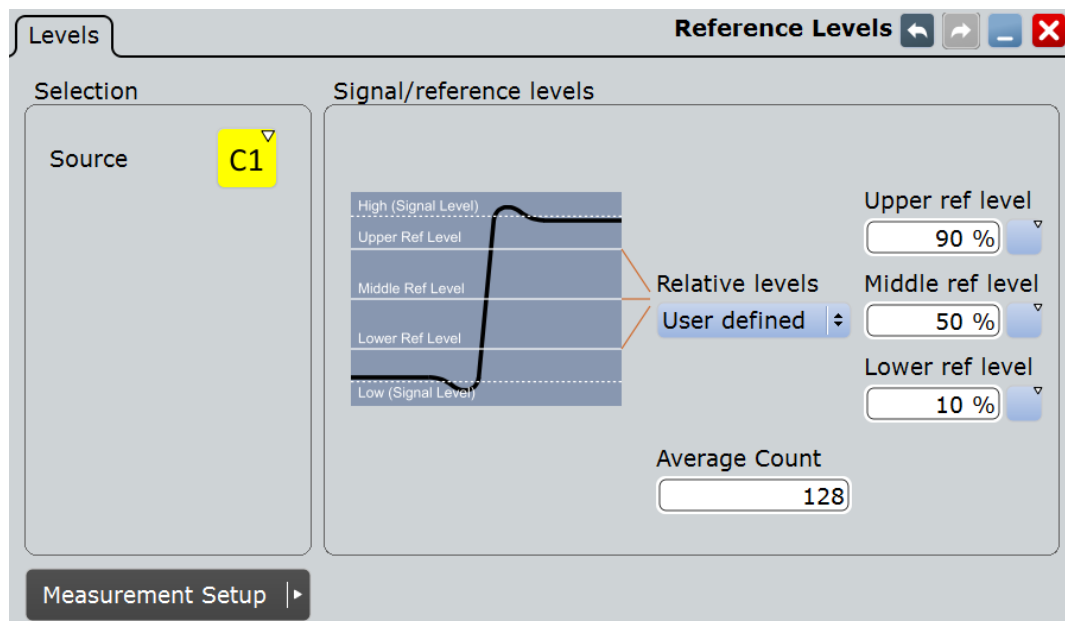 Levels
Reference Levels
Selection
Signal/reference levels
Source
C1
High (Signal Level)
Upper Ref Level
Middle Ref Level
Lower Ref Level
Low (Signal Level)
Relative levels
User defined
Upper ref level
90 %
Middle ref level
50 %
Lower ref level
10 %
Average Count
128
Measurement Setup